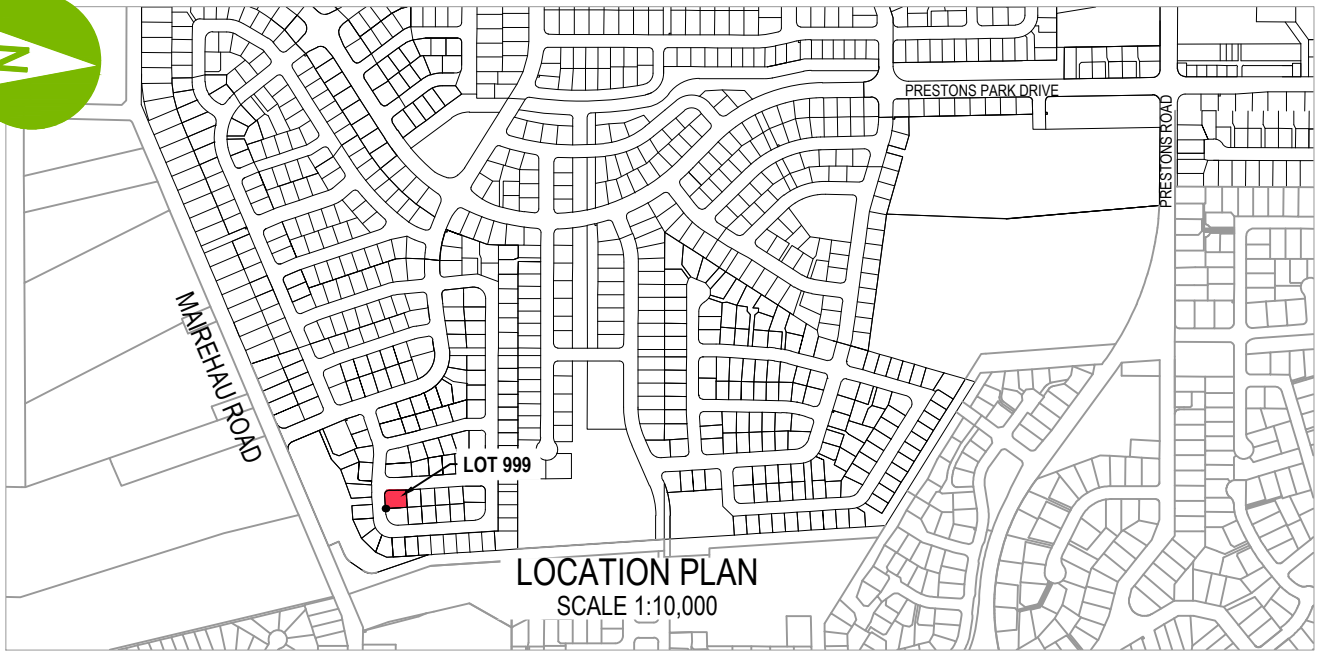 N
PRESTONS PARK DRIVE
PRESTONS ROAD
MAIREHAU ROAD
LOT 999
LOCATION PLAN
SCALE 1:10,000